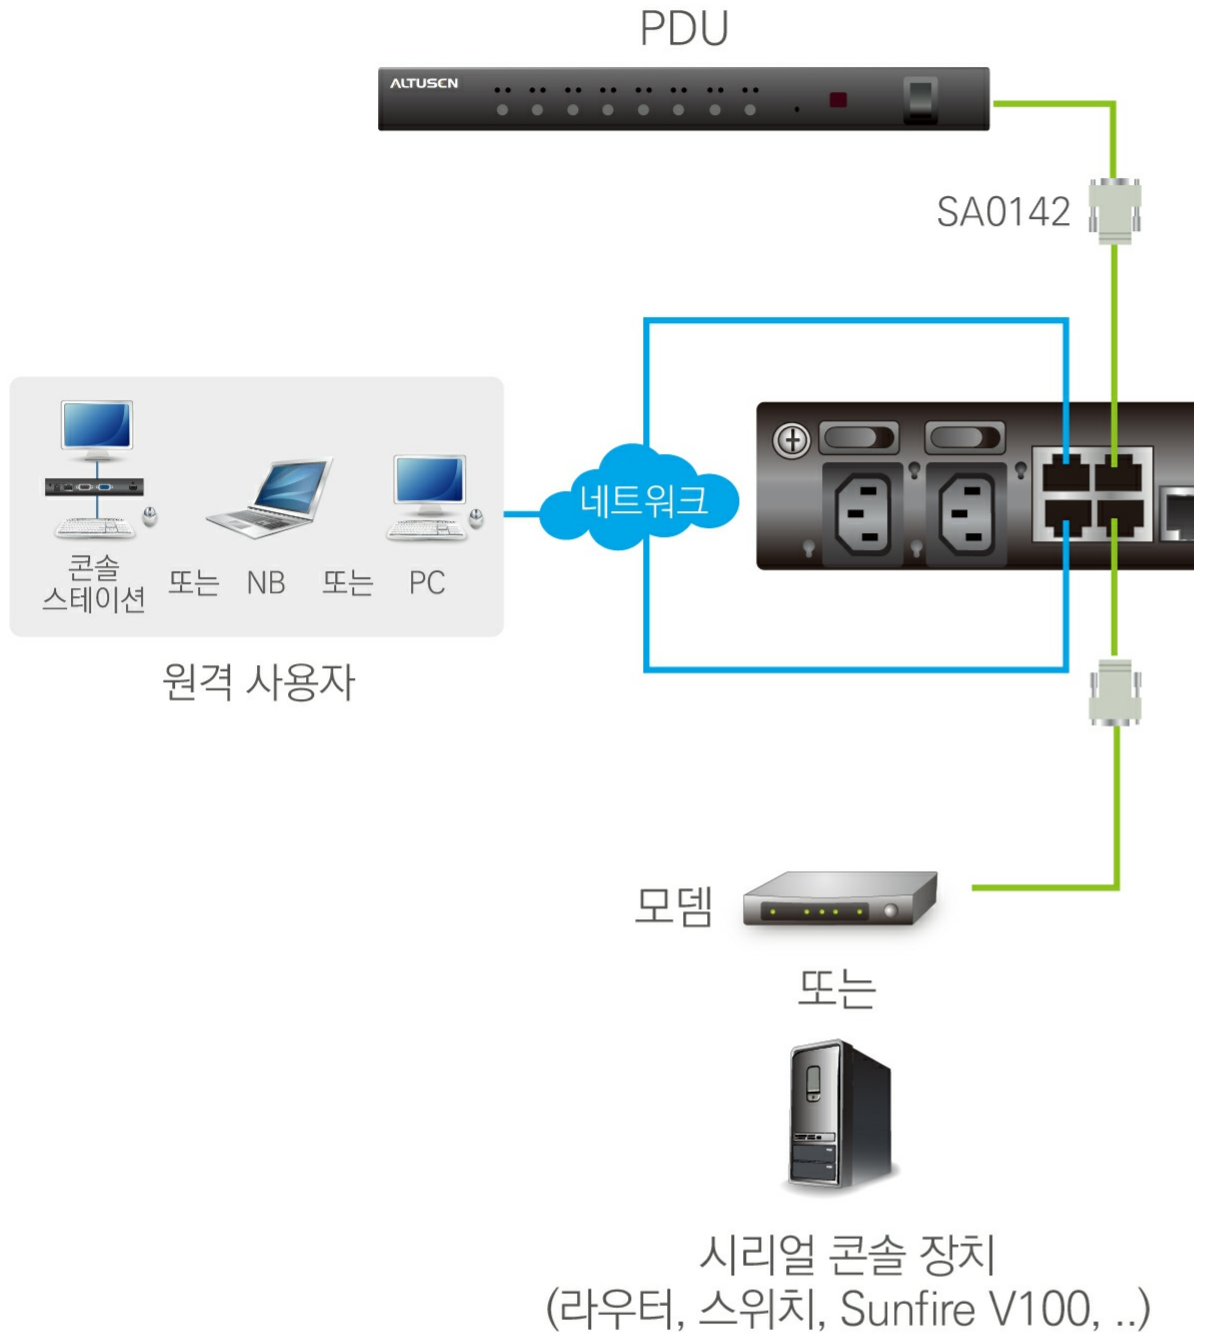 PDU
ALTUSCN
SA0142
네트워크
콘솔
스테이션
또는
NB
또는
PC
원격 사용자
모뎀
또는
시리얼 콘솔 장치
(라우터, 스위치, Sunfire V100, ..)